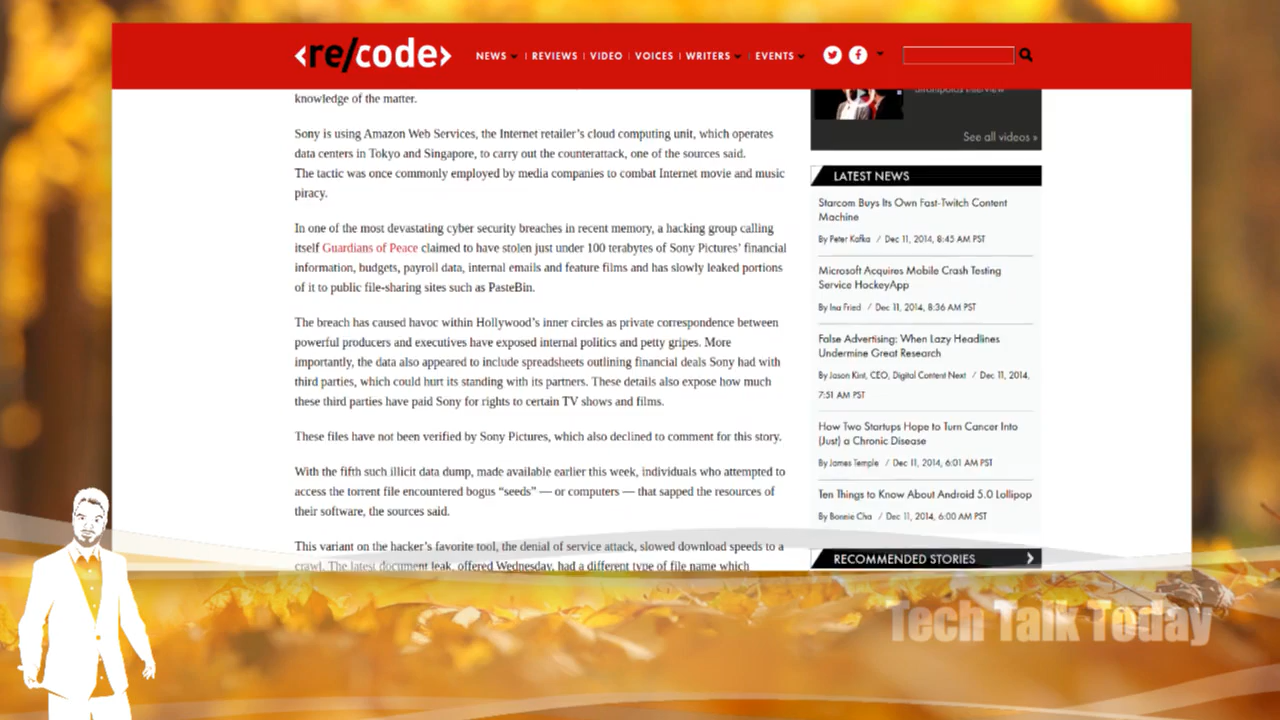 <re/code>
NEWS REVIEWS VIDEO VOICES WRITERS EVENTS
knowledge of the matter.
Sony is using Amazon Web Services, the Internet retailer’s cloud computing unit, which operates
data centers in Tokyo and Singapore, to carry out the counterattack, one of the sources said.
The tactic was once commonly employed by media companies to combat Internet movie and music
piracy.
In one of the most devastating cyber security breaches in recent memory, a hacking group calling
itself Guardians of Peace claimed to have stolen just under 100 terabytes of Sony Pictures’ financial
information, budgets, payroll data, internal emails and feature films and has slowly leaked portions
of it to public file-sharing sites such as PasteBin.
The breach has caused havoc within Hollywood’s inner circles as private correspondence between
powerful producers and executives have exposed internal politics and petty gripes. More
importantly, the data also appeared to include spreadsheets outlining financial deals Sony had with
third parties, which could hurt its standing with its partners. These details also expose how much
these third parties have paid Sony for rights to certain TV shows and films.
These files have not been verified by Sony Pictures, which also declined to comment for this story.
With the fifth such illicit data dump, made available earlier this week, individuals who attempted to
access the torrent file encountered bogus “seeds” — or computers — that sapped the resources of
their software, the sources said.
This variant on the hacker’s favorite tool, the denial of service attack, slowed download speeds to a
crawl. The latest document leak, offered Wednesday, had a different type of file name which
Strompolos Interview
See all videos »
LATEST NEWS
Starcom Buys Its Own Fast-Twitch Content
Machine
By Peter Kafka / Dec 11, 2014, 8:45 AM PST
Microsoft Acquires Mobile Crash Testing
Service HockeyApp
By Ina Fried / Dec 11, 2014, 8:36 AM PST
False Advertising: When Lazy Headlines
Undermine Great Research
By Jason Kint, CEO, Digital Content Next / Dec 11, 2014,
7:51 AM PST
How Two Startups Hope to Turn Cancer Into
(Just) a Chronic Disease
By James Temple / Dec 11, 2014, 6:01 AM PST
Ten Things to Know About Android 5.0 Lollipop
By Bonnie Cha / Dec 11, 2014, 6:00 AM PST
RECOMMENDED STORIES
Tech Talk Today